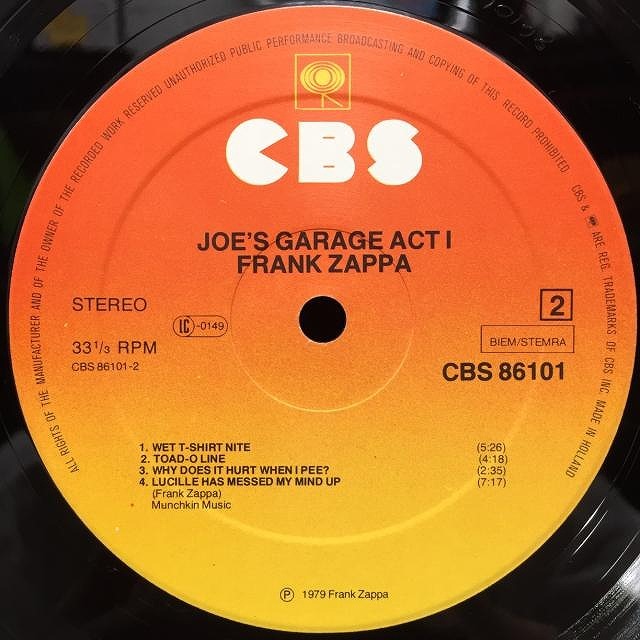 ALL RIGHTS OF THE MANUFACTURER AND OF THE OWNER OF THE RECORDED WORK RESERVED UNAUTHORIZED PUBLIC PERFORMANCE BROADCASTING AND COPYING OF THIS RECORD PROHIBITED
CBS & ARE REG. TRADEMARKS OF CBS INC. MADE IN HOLLAND
CBS
JOE'S GARAGE ACT I
FRANK ZAPPA
STEREO
LC-0149
33 1/3 RPM
CBS 86101-2
2
BIEM/STEMRA
CBS 86101
1. WET T-SHIRT NITE (5:26)
2. TOAD-O LINE (4:18)
3. WHY DOES IT HURT WHEN I PEE? (2:35)
4. LUCILLE HAS MESSED MY MIND UP (7:17)
(Frank Zappa)
Munchkin Music
Ⓟ 1979 Frank Zappa